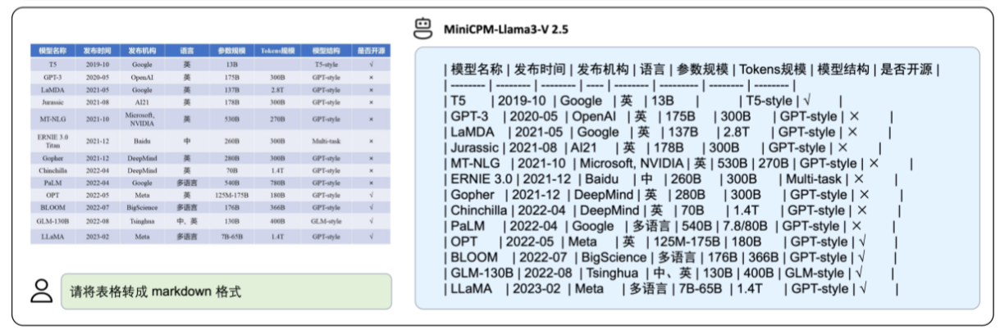 模型名称 发布时间 发布机构 语言 参数规模 Tokens规模 模型结构 是否开源
T5 2019-10 Google 英 13B T5-style √
GPT-3 2020-05 OpenAI 英 175B 300B GPT-style ×
LaMDA 2021-05 Google 英 137B 2.8T GPT-style ×
Jurassic 2021-08 AI21 英 178B 300B GPT-style ×
MT-NLG 2021-10 Microsoft, NVIDIA 英 530B 270B GPT-style ×
ERNIE 3.0 Titan 2021-12 Baidu 中 260B 300B Multi-task ×
Gopher 2021-12 DeepMind 英 280B 300B GPT-style ×
Chinchilla 2022-04 DeepMind 英 70B 1.4T GPT-style ×
PaLM 2022-04 Google 多语言 540B 780B GPT-style ×
OPT 2022-05 Meta 英 125M-175B 180B GPT-style √
BLOOM 2022-07 BigScience 多语言 176B 366B GPT-style √
GLM-130B 2022-08 Tsinghua 中、英 130B 400B GLM-style √
LLaMA 2023-02 Meta 多语言 7B-65B 1.4T GPT-style √
请将表格转成 markdown 格式
MiniCPM-Llama3-V 2.5
| 模型名称 | 发布时间 | 发布机构 | 语言 | 参数规模 | Tokens规模 | 模型结构 | 是否开源 |
| -------- | -------- | -------- | ---- | -------- | --------- | -------- | -------- |
| T5 | 2019-10 | Google | 英 | 13B | | T5-style | √ |
| GPT-3 | 2020-05 | OpenAI | 英 | 175B | 300B | GPT-style | × |
| LaMDA | 2021-05 | Google | 英 | 137B | 2.8T | GPT-style | × |
| Jurassic | 2021-08 | AI21 | 英 | 178B | 300B | GPT-style | × |
| MT-NLG | 2021-10 | Microsoft, NVIDIA | 英 | 530B | 270B | GPT-style | × |
| ERNIE 3.0 | 2021-12 | Baidu | 中 | 260B | 300B | Multi-task | × |
| Gopher | 2021-12 | DeepMind | 英 | 280B | 300B | GPT-style | × |
| Chinchilla | 2022-04 | DeepMind | 英 | 70B | 1.4T | GPT-style | × |
| PaLM | 2022-04 | Google | 多语言 | 540B | 7.8/80B | GPT-style | × |
| OPT | 2022-05 | Meta | 英 | 125M-175B | 180B | GPT-style | √ |
| BLOOM | 2022-07 | BigScience | 多语言 | 176B | 366B | GPT-style | √ |
| GLM-130B | 2022-08 | Tsinghua | 中、英 | 130B | 400B | GLM-style | √ |
| LLaMA | 2023-02 | Meta | 多语言 | 7B-65B | 1.4T | GPT-style | √ |